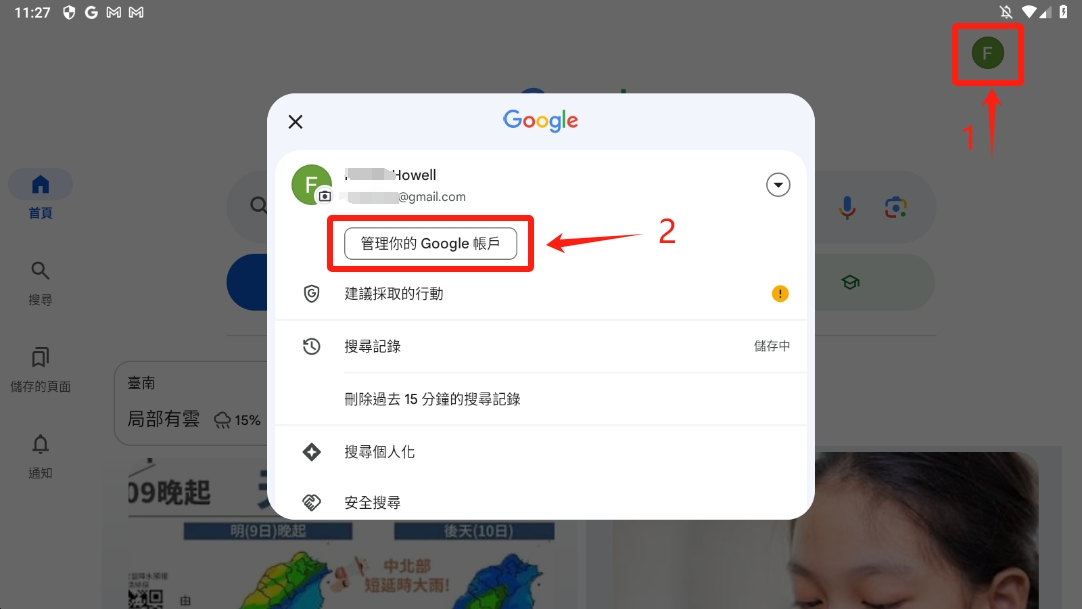 11:27
F
1
Google
F
Howell
@gmail.com
管理你的 Google 帳戶
2
建議採取的行動
搜尋記錄
儲存中
刪除過去 15 分鐘的搜尋記錄
搜尋個人化
安全搜尋
首頁
搜尋
儲存的頁面
通知
臺南
局部有雲
15%
09晚起
明(9日)晚起
後天(10日)
中北部
短延時大雨!